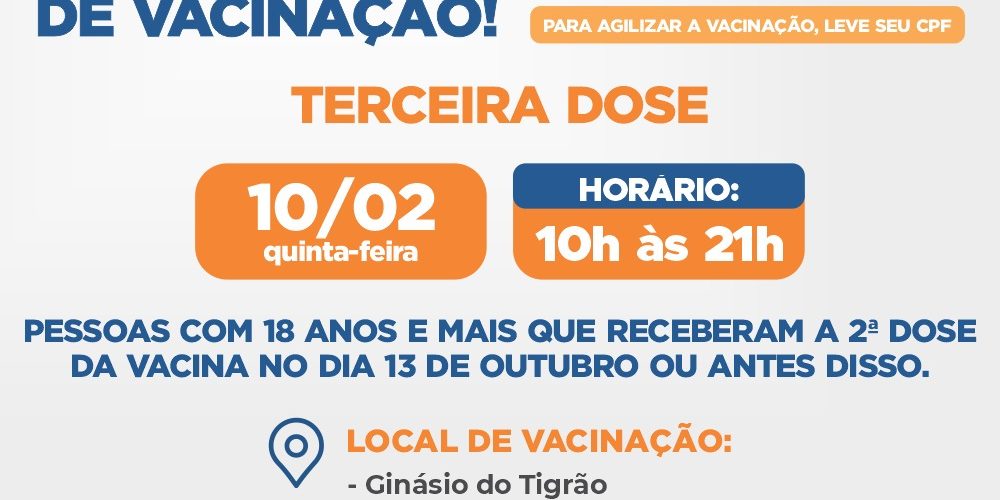 DE VACINAÇÃO!
PARA AGILIZAR A VACINAÇÃO, LEVE SEU CPF
TERCEIRA DOSE
10/02
quinta-feira
HORÁRIO:
10h às 21h
PESSOAS COM 18 ANOS E MAIS QUE RECEBERAM A 2ª DOSE
DA VACINA NO DIA 13 DE OUTUBRO OU ANTES DISSO.
LOCAL DE VACINAÇÃO:
- Ginásio do Tigrão